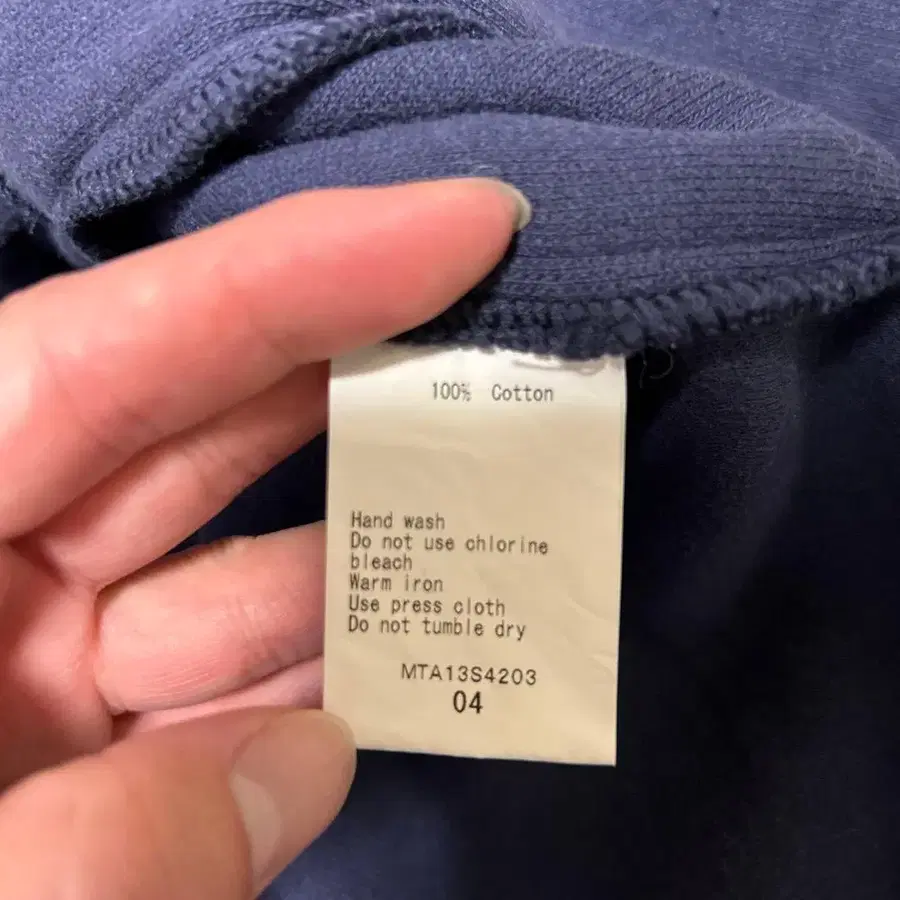 100% Cotton
Hand wash
Do not use chlorine
bleach
Warm iron
Use press cloth
Do not tumble dry
MTA13S4203
04